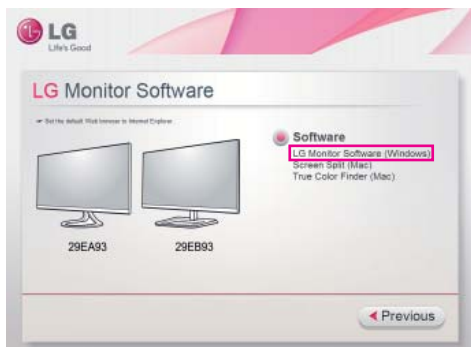 LG
Life's Good
LG Monitor Software
☞ Set the default Web browser to Internet Explorer.
Software
LG Monitor Software (Windows)
Screen Split (Mac)
True Color Finder (Mac)
29EA93
29EB93
Previous